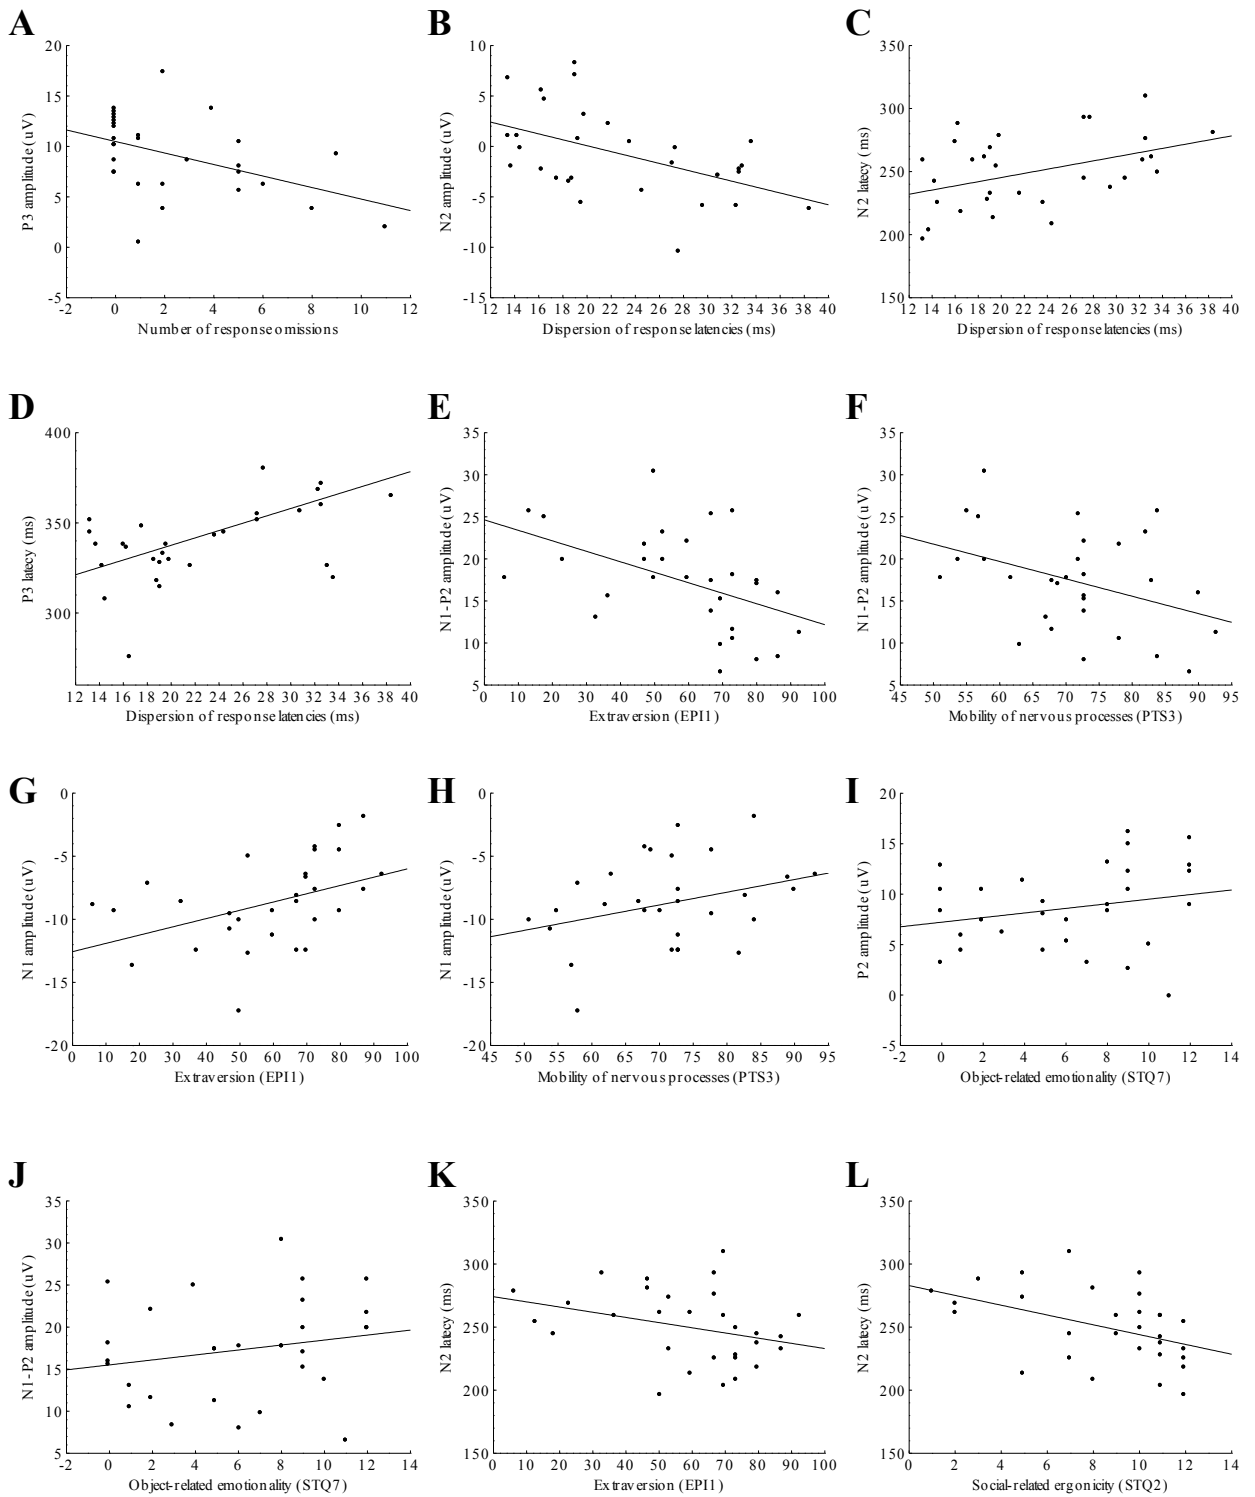 A
B
C
20
15
10
5
0
-5
P3 amplitude (uV)
-2 0 2 4 6 8 10 12
Number of response omissions
10
5
0
-5
-10
-15
N2 amplitude (uV)
12 14 16 18 20 22 24 26 28 30 32 34 36 38 40
Dispersion of response latencies (ms)
350
300
250
200
150
N2 latecy (ms)
12 14 16 18 20 22 24 26 28 30 32 34 36 38 40
Dispersion of response latencies (ms)
D
E
F
400
350
300
P3 latecy (ms)
12 14 16 18 20 22 24 26 28 30 32 34 36 38 40
Dispersion of response latencies (ms)
35
30
25
20
15
10
5
N1-P2 amplitude (uV)
0 10 20 30 40 50 60 70 80 90 100
Extraversion (EPI1)
35
30
25
20
15
10
5
N1-P2 amplitude (uV)
45 50 55 60 65 70 75 80 85 90 95
Mobility of nervous processes (PTS3)
G
H
I
0
-5
-10
-15
-20
N1 amplitude (uV)
0 10 20 30 40 50 60 70 80 90 100
Extraversion (EPI1)
0
-5
-10
-15
-20
N1 amplitude (uV)
45 50 55 60 65 70 75 80 85 90 95
Mobility of nervous processes (PTS3)
20
15
10
5
0
-5
P2 amplitude (uV)
-2 0 2 4 6 8 10 12 14
Object-related emotionality (STQ7)
J
K
L
35
30
25
20
15
10
5
N1-P2 amplitude (uV)
-2 0 2 4 6 8 10 12 14
Object-related emotionality (STQ7)
350
300
250
200
150
N2 latecy (ms)
0 10 20 30 40 50 60 70 80 90 100
Extraversion (EPI1)
350
300
250
200
150
N2 latecy (ms)
0 2 4 6 8 10 12 14
Social-related ergonicity (STQ2)